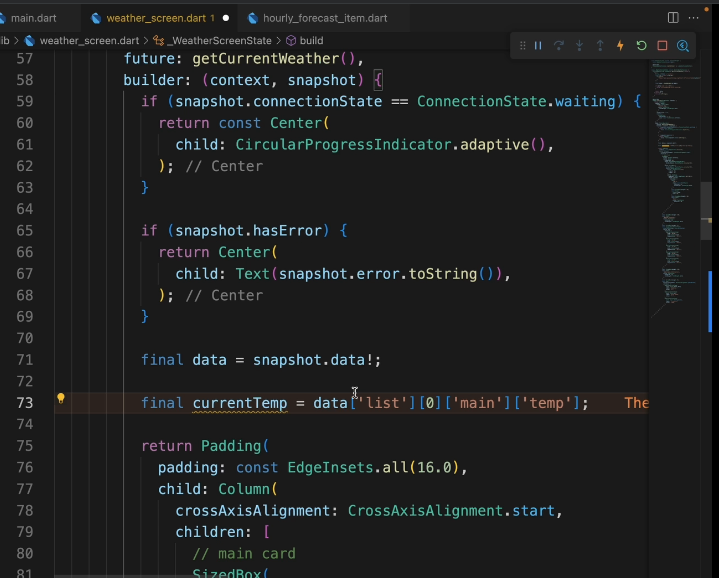 main.dart
weather_screen.dart 1
hourly_forecast_item.dart
lib > weather_screen.dart > _WeatherScreenState > build
57 future: getCurrentWeather(),
58 builder: (context, snapshot) {
59 if (snapshot.connectionState == ConnectionState.waiting) {
60 return const Center(
61 child: CircularProgressIndicator.adaptive(),
62 ); // Center
63 }
64
65 if (snapshot.hasError) {
66 return Center(
67 child: Text(snapshot.error.toString()),
68 ); // Center
69 }
70
71 final data = snapshot.data!;
72
73 final currentTemp = data['list'][0]['main']['temp']; The
74
75 return Padding(
76 padding: const EdgeInsets.all(16.0),
77 child: Column(
78 crossAxisAlignment: CrossAxisAlignment.start,
79 children: [
80 // main card
81 SizedBox(